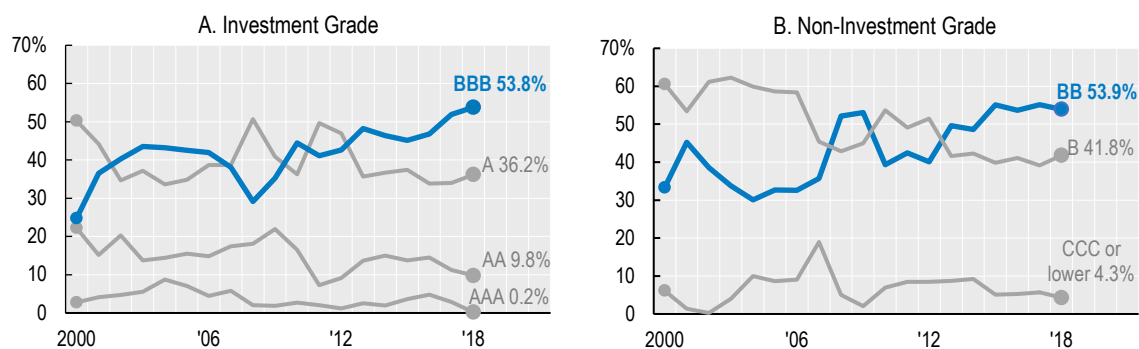 A. Investment Grade
70%
60
50
40
30
20
10
0
BBB 53.8%
A 36.2%
AA 9.8%
AAA 0.2%
2000 '06 '12 '18
B. Non-Investment Grade
70%
60
50
40
30
20
10
0
BB 53.9%
B 41.8%
CCC or
lower 4.3%
2000 '06 '12 '18